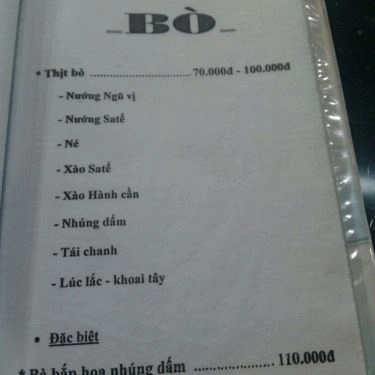 _BÒ_
• Thịt bò ........................ 70.000đ - 100.000đ
- Nướng Ngũ vị
- Nướng Satế
- Né
- Xào Satế
- Xào Hành cần
- Nhúng dấm
- Tái chanh
- Lúc lắc - khoai tây
• Đặc biệt
* Bò bắp hoa nhúng dấm ................ 110.000đ